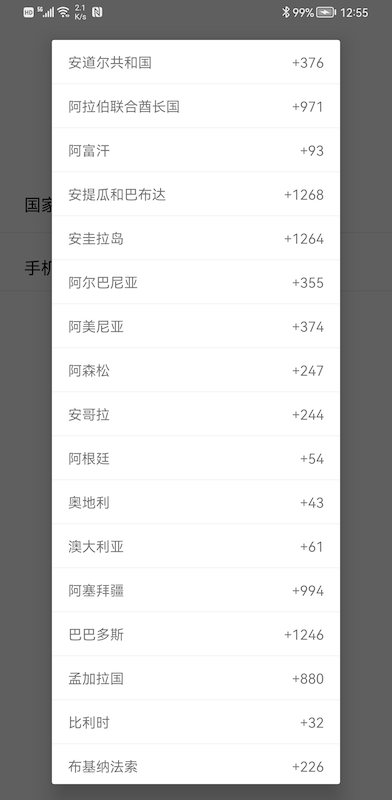 HD 5G 2.1 K/s 99% 12:55
安道尔共和国 +376
阿拉伯联合酋长国 +971
阿富汗 +93
安提瓜和巴布达 +1268
国家
安圭拉岛 +1264
手机
阿尔巴尼亚 +355
阿美尼亚 +374
阿森松 +247
安哥拉 +244
阿根廷 +54
奥地利 +43
澳大利亚 +61
阿塞拜疆 +994
巴巴多斯 +1246
孟加拉国 +880
比利时 +32
布基纳法索 +226